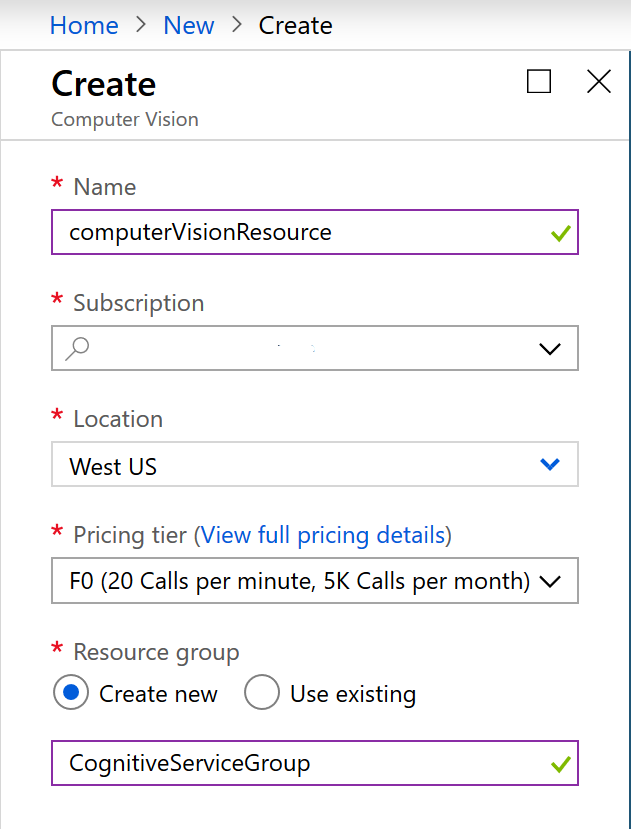 Home > New > Create
Create
Computer Vision
* Name
computerVisionResource
* Subscription
* Location
West US
* Pricing tier (View full pricing details)
F0 (20 Calls per minute, 5K Calls per month)
* Resource group
Create new Use existing
CognitiveServiceGroup